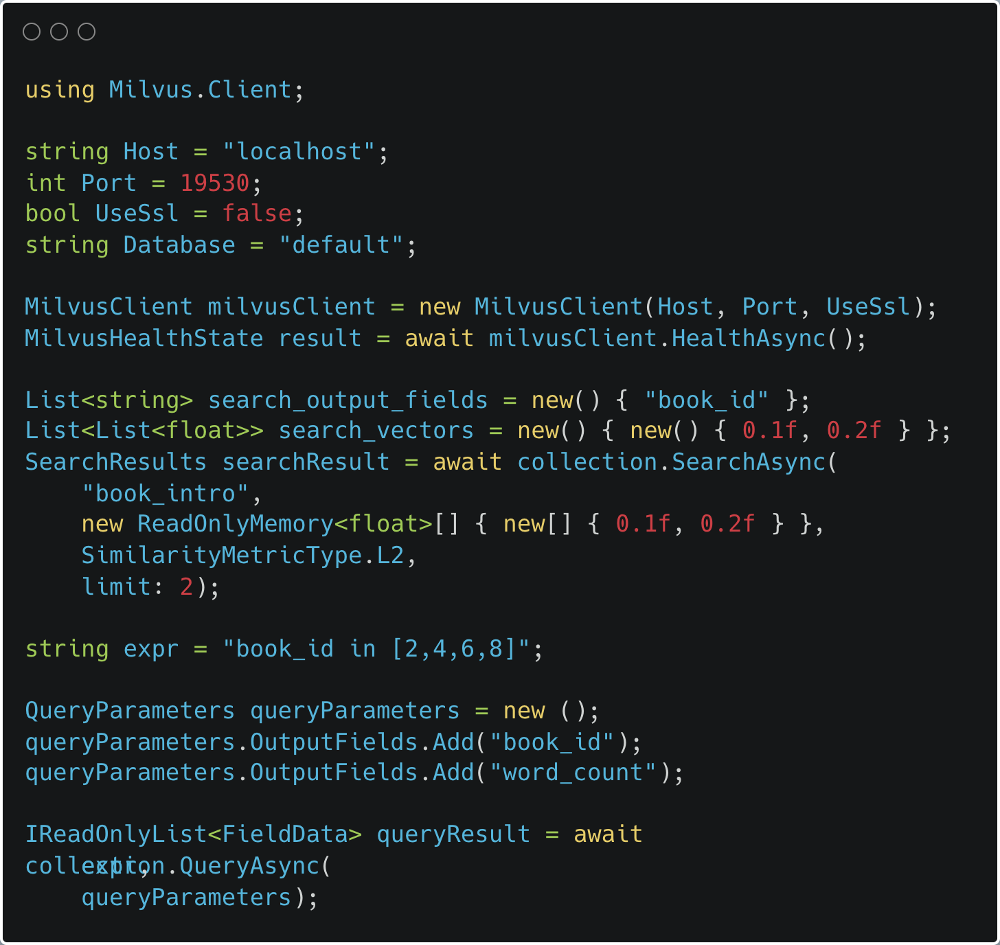 using Milvus.Client;
string Host = "localhost";
int Port = 19530;
bool UseSsl = false;
string Database = "default";
MilvusClient milvusClient = new MilvusClient(Host, Port, UseSsl);
MilvusHealthState result = await milvusClient.HealthAsync();
List<string> search_output_fields = new() { "book_id" };
List<List<float>> search_vectors = new() { new() { 0.1f, 0.2f } };
SearchResults searchResult = await collection.SearchAsync(
    "book_intro",
    new ReadOnlyMemory<float>[] { new[] { 0.1f, 0.2f } },
    SimilarityMetricType.L2,
    limit: 2);
string expr = "book_id in [2,4,6,8]";
QueryParameters queryParameters = new ();
queryParameters.OutputFields.Add("book_id");
queryParameters.OutputFields.Add("word_count");
IReadOnlyList<FieldData> queryResult = await
collection.QueryAsync(
    expr,
    queryParameters);